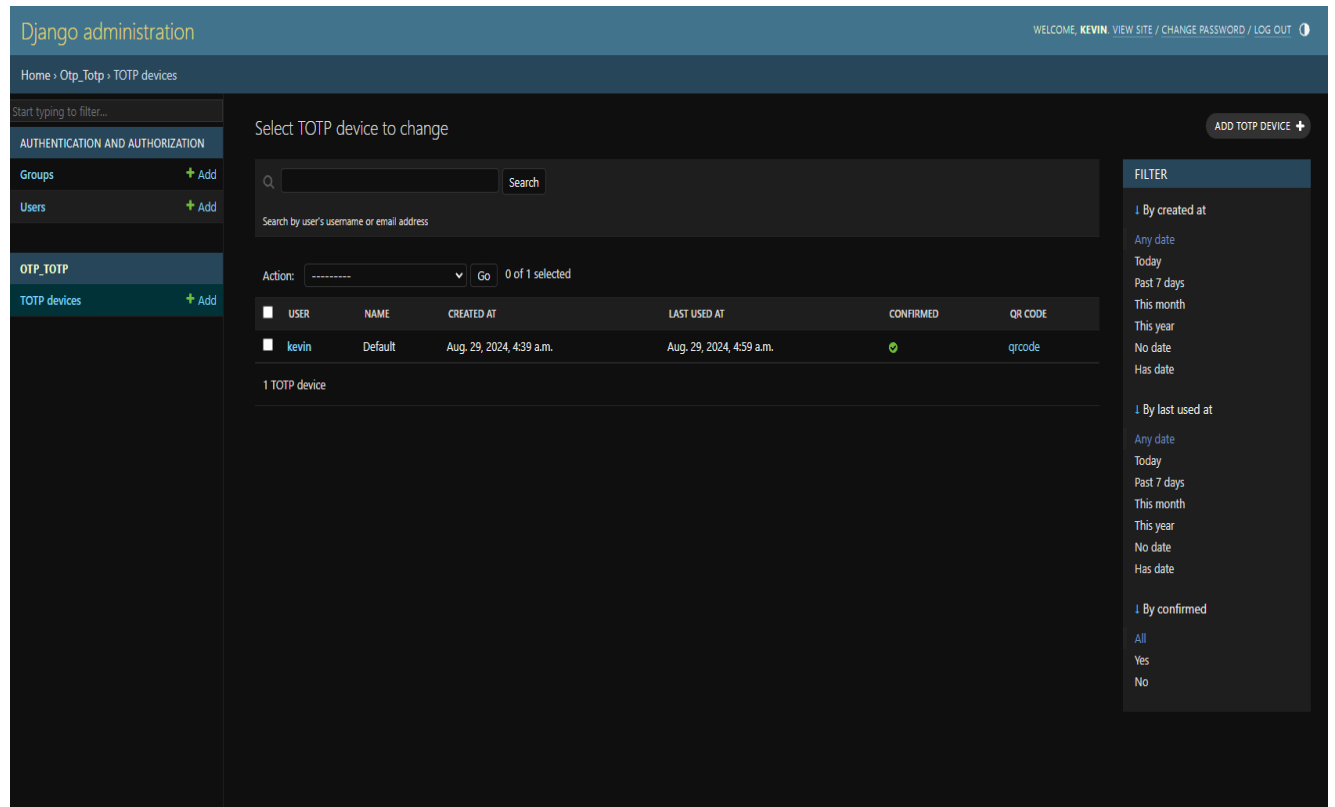 Django administration
WELCOME, KEVIN. VIEW SITE / CHANGE PASSWORD / LOG OUT
Home › Otp_Totp › TOTP devices
Start typing to filter...
AUTHENTICATION AND AUTHORIZATION
Groups + Add
Users + Add
OTP_TOTP
TOTP devices + Add
Select TOTP device to change
ADD TOTP DEVICE +
Search
Search by user's username or email address
Action: --------- Go 0 of 1 selected
USER NAME CREATED AT LAST USED AT CONFIRMED QR CODE
kevin Default Aug. 29, 2024, 4:39 a.m. Aug. 29, 2024, 4:59 a.m. qrcode
1 TOTP device
FILTER
↓ By created at
Any date
Today
Past 7 days
This month
This year
No date
Has date
↓ By last used at
Any date
Today
Past 7 days
This month
This year
No date
Has date
↓ By confirmed
All
Yes
No